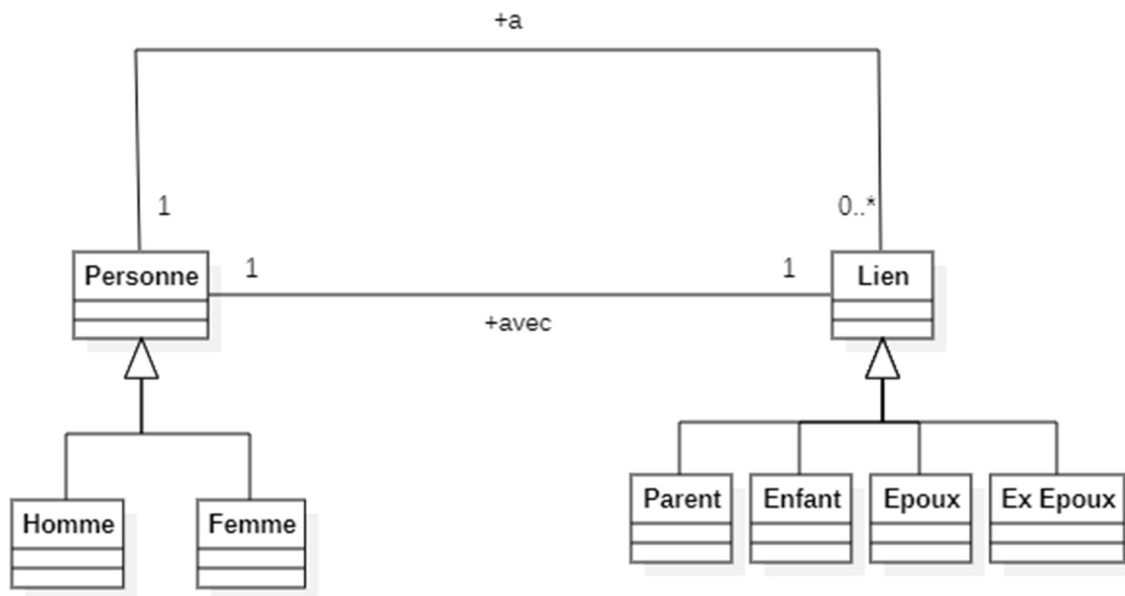 +a
1
0..*
Personne
1
1
Lien
+avec
Parent
Enfant
Epoux
Ex Epoux
Homme
Femme